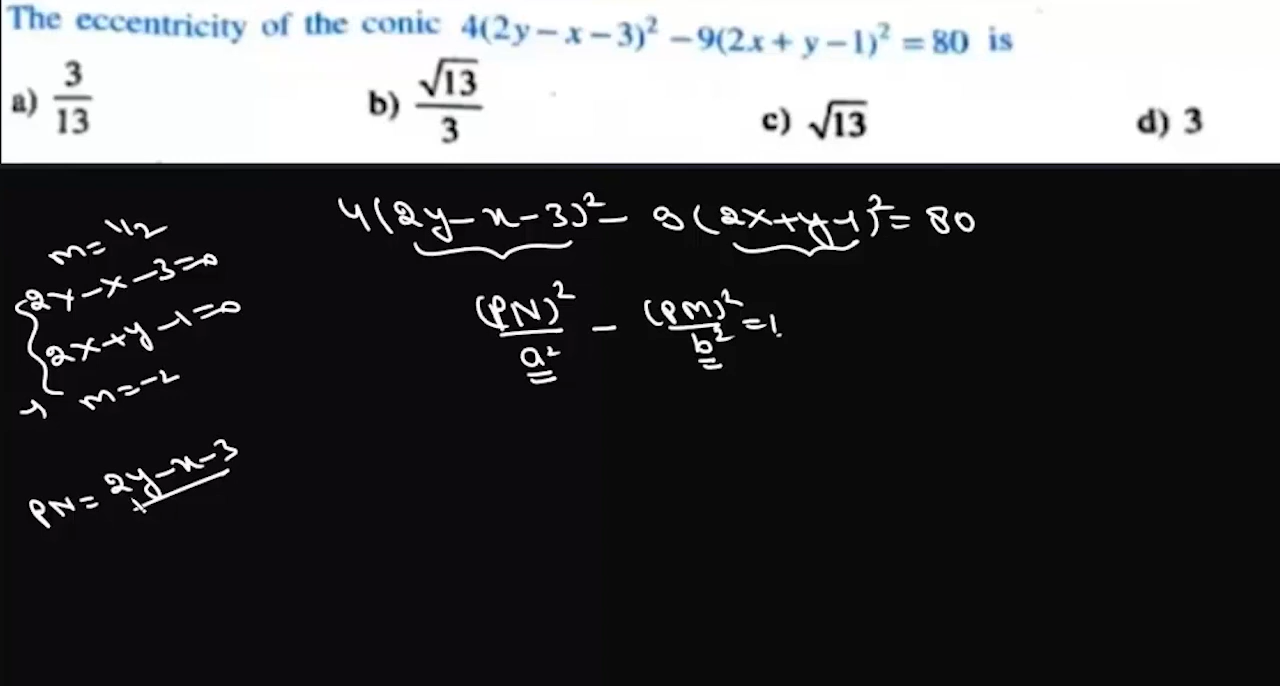 The eccentricity of the conic 4(2y−x−3)² −9(2x+y−1)² = 80 is
a) 3/13 b) √13/3 c) √13 d) 3
4(2y−x−3)² − 9(2x+y−1)² = 80
m=1/2
2y−x−3=0
2x+y−1=0
m=−2
(PN)²/a² − (PM)²/b² = 1
PN = 2y−x−3